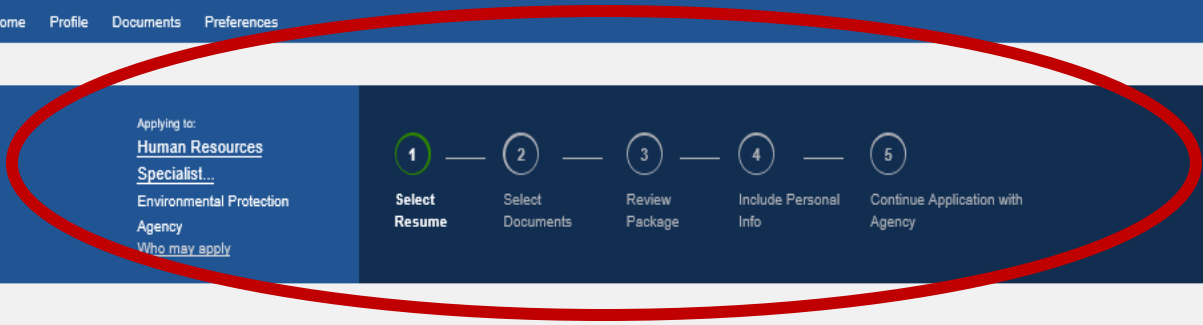 ome Profile Documents Preferences
Applying to:
Human Resources
Specialist...
Environmental Protection
Agency
Who may apply
1 2 3 4 5
Select Select Review Include Personal Continue Application with
Resume Documents Package Info Agency